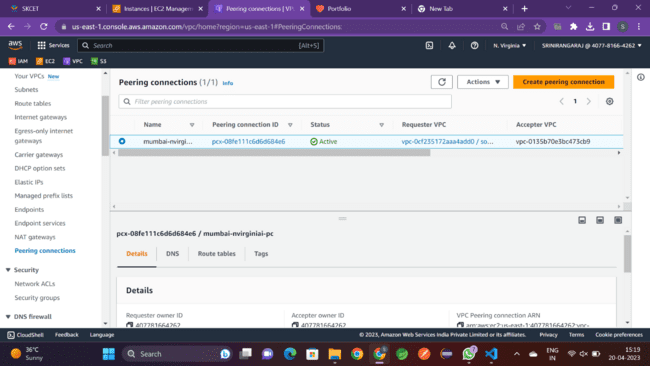 SKCET
Instances | EC2 Managem
Peering connections | VP
Portfolio
New Tab
us-east-1.console.aws.amazon.com/vpc/home?region=us-east-1#PeeringConnections:
aws
Services
Search
[Alt+S]
N. Virginia
SRINIRANGARAJ @ 4077-8166-4262
IAM
EC2
VPC
S3
Your VPCs New
Subnets
Route tables
Internet gateways
Egress-only internet
gateways
Carrier gateways
DHCP option sets
Elastic IPs
Managed prefix lists
Endpoints
Endpoint services
NAT gateways
Peering connections
Security
Network ACLs
Security groups
DNS firewall
Peering connections (1/1) Info
Actions
Create peering connection
Filter peering connections
1
Name
Peering connection ID
Status
Requester VPC
Accepter VPC
mumbai-nvirgi...
pcx-08fe111c6d6d684e6
Active
vpc-0cf235172aaa4add0 / so...
vpc-0135b70e3bc473cb9
pcx-08fe111c6d6d684e6 / mumbai-nvirginiai-pc
Details
DNS
Route tables
Tags
Details
Requester owner ID
Accepter owner ID
VPC Peering connection ARN
407781664262
407781664262
arn:aws:ec2:us-east-1:407781664262:vpc-
CloudShell
Feedback
Language
© 2023, Amazon Web Services India Private Limited or its affiliates.
Privacy
Terms
Cookie preferences
36°C
Sunny
Search
ENG
IN
15:19
20-04-2023